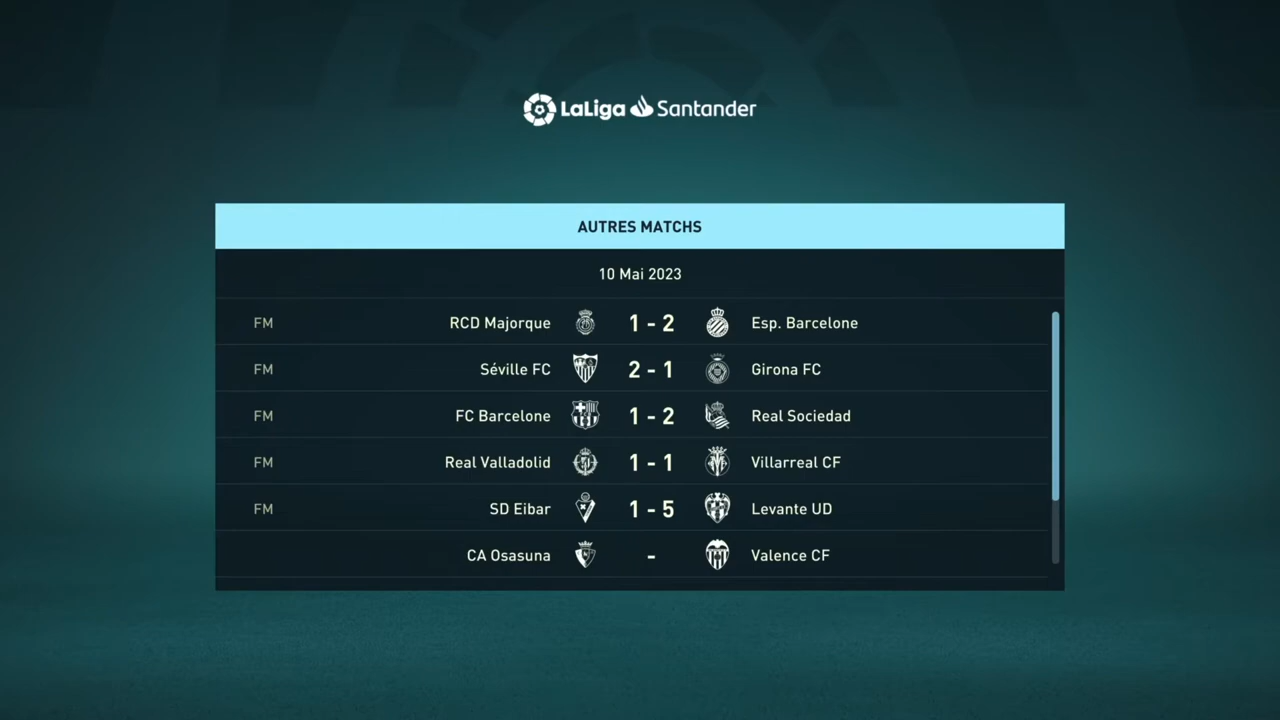 LaLiga Santander
AUTRES MATCHS
10 Mai 2023
FM RCD Majorque 1 - 2 Esp. Barcelone
FM Séville FC 2 - 1 Girona FC
FM FC Barcelone 1 - 2 Real Sociedad
FM Real Valladolid 1 - 1 Villarreal CF
FM SD Eibar 1 - 5 Levante UD
CA Osasuna - Valence CF